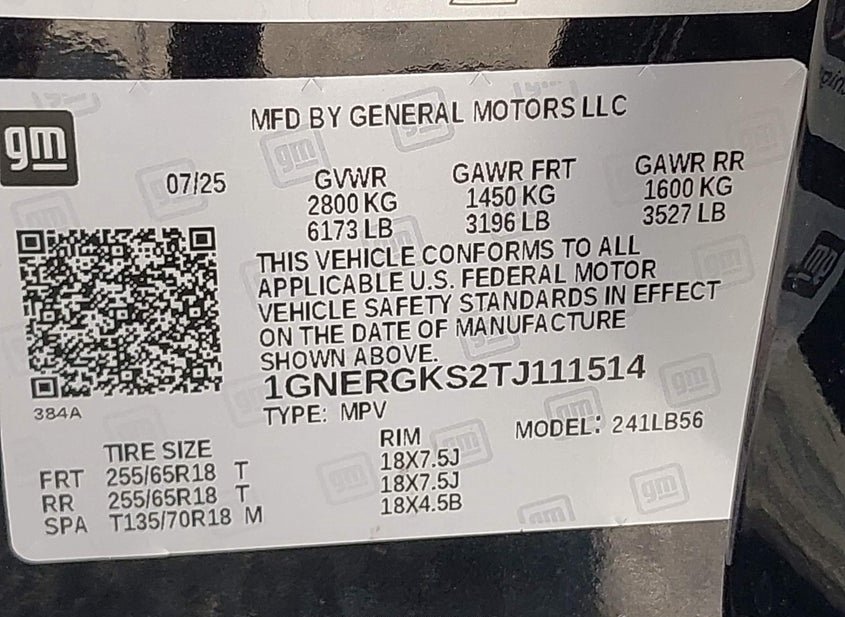 MFD BY GENERAL MOTORS LLC
gm
07/25
GVWR GAWR FRT GAWR RR
2800 KG 1450 KG 1600 KG
6173 LB 3196 LB 3527 LB
THIS VEHICLE CONFORMS TO ALL
APPLICABLE U.S. FEDERAL MOTOR
VEHICLE SAFETY STANDARDS IN EFFECT
ON THE DATE OF MANUFACTURE
SHOWN ABOVE.
1GNERGKS2TJ111514
384A
TYPE: MPV MODEL: 241LB56
TIRE SIZE RIM
FRT 255/65R18 T 18X7.5J
RR 255/65R18 T 18X7.5J
SPA T135/70R18 M 18X4.5B